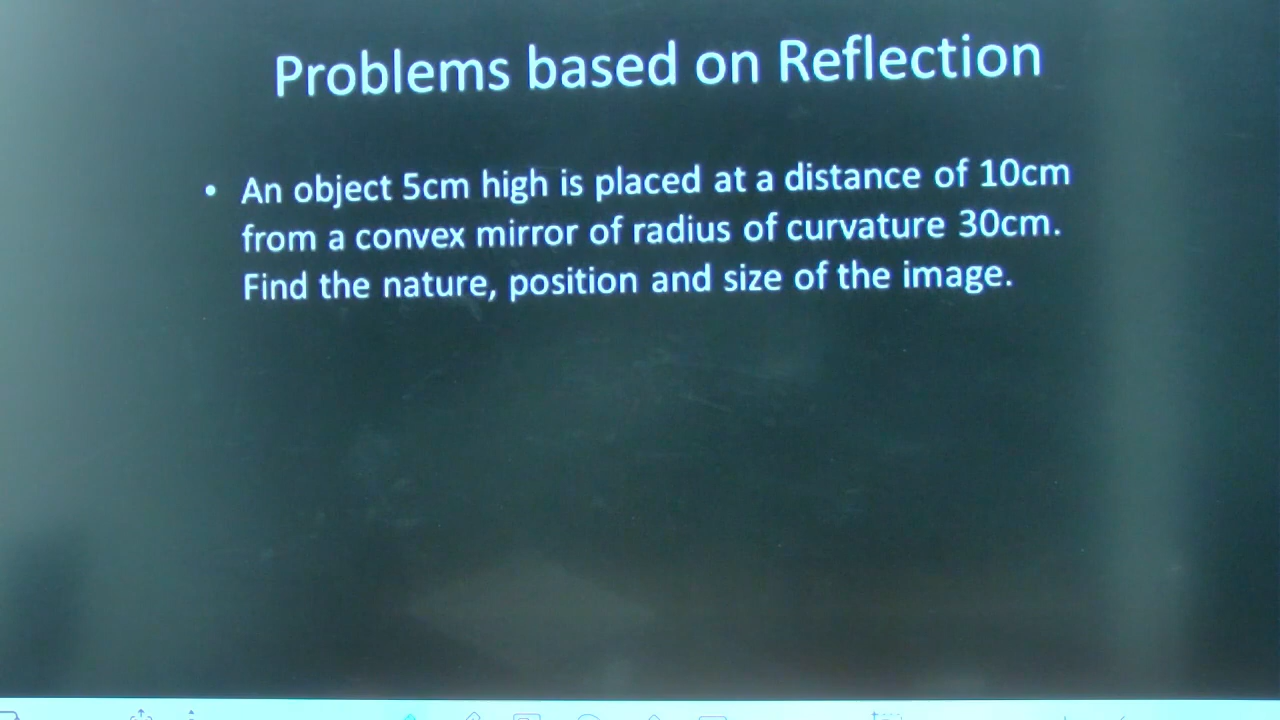 Problems based on Reflection
• An object 5cm high is placed at a distance of 10cm
from a convex mirror of radius of curvature 30cm.
Find the nature, position and size of the image.